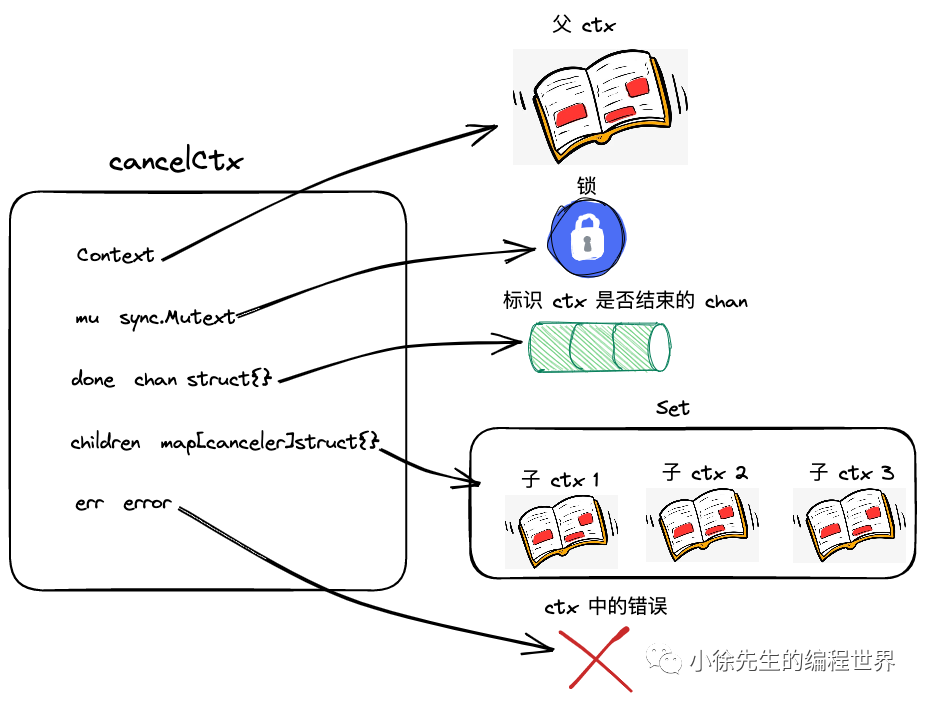 父 ctx
cancelCtx
锁
Context
标识 ctx 是否结束的 chan
mu sync.Mutext
done chan struct{}
Set
children map[canceler]struct{}
子 ctx 1
子 ctx 2
子 ctx 3
err error
ctx 中的错误
小徐先生的编程世界